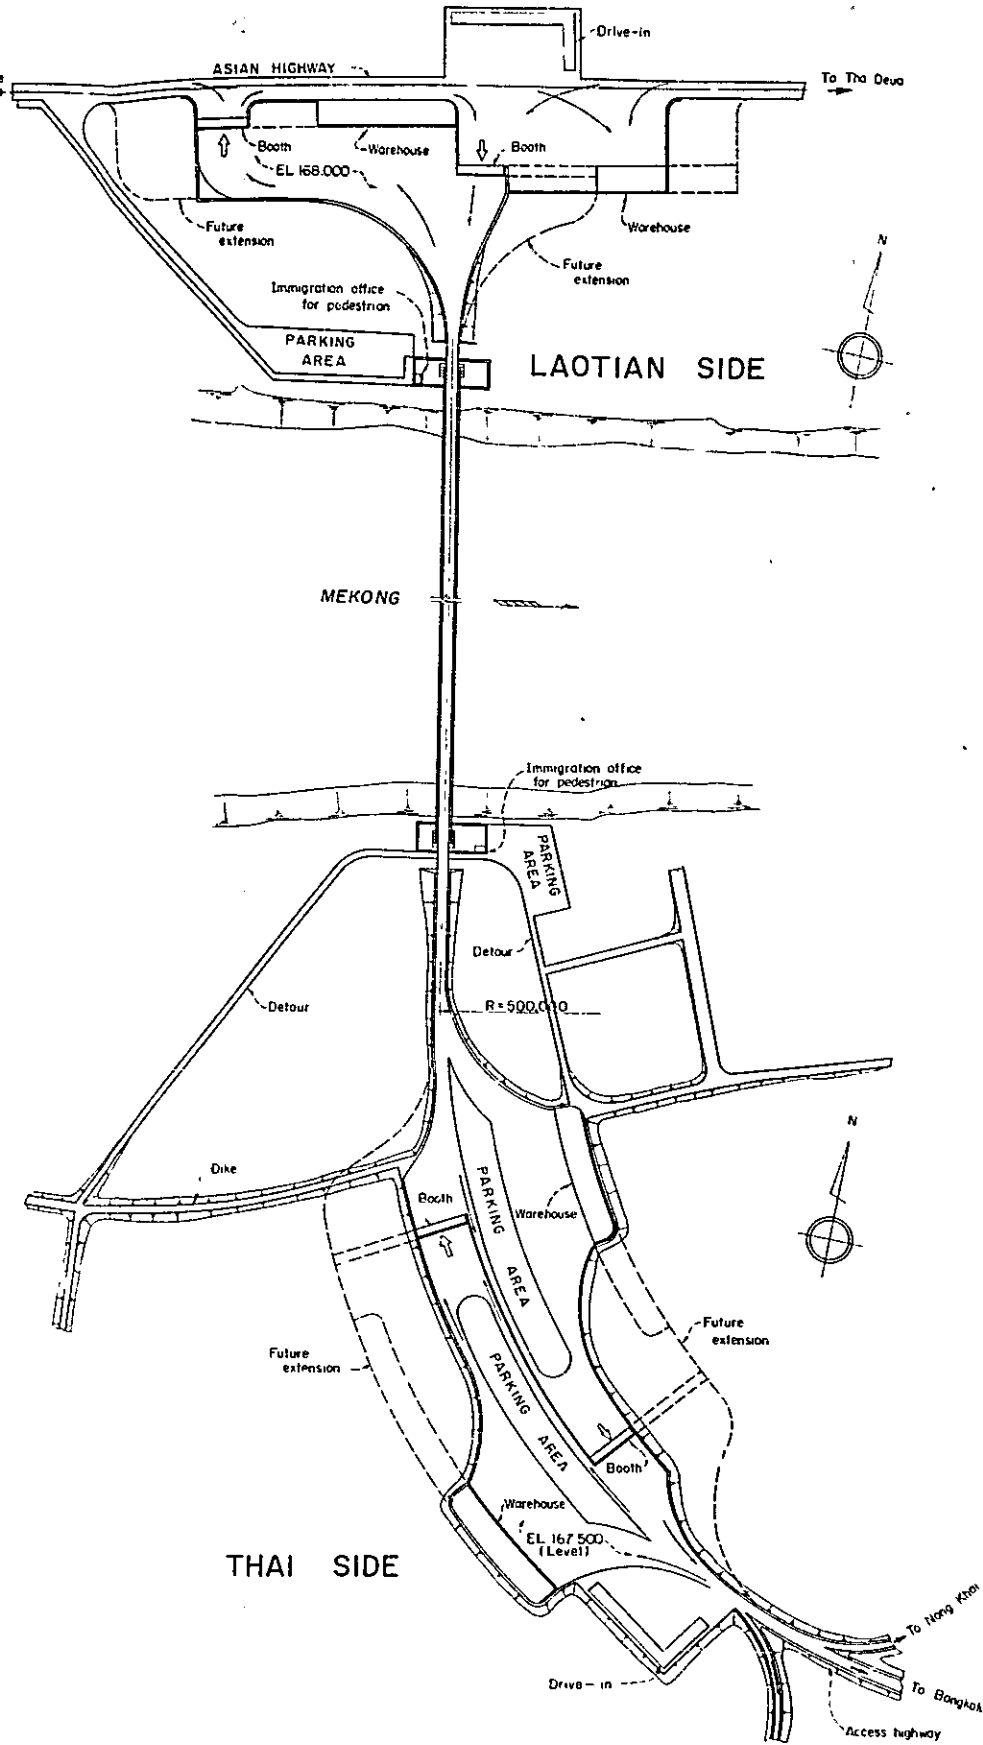 Drive-in
ASIAN HIGHWAY
To Tha Deua
Booth
Warehouse
Booth
EL 168.000
Future
extension
Warehouse
Future
extension
N
Immigration office
for pedestrian
PARKING
AREA
LAOTIAN SIDE
MEKONG
Immigration office
for pedestrian
PARKING
AREA
Detour
Detour
R=500.000
N
Dike
Booth
PARKING
AREA
Warehouse
Future
extension
Future
extension
PARKING
AREA
Booth
Warehouse
EL 167.500
(Level)
THAI SIDE
To Nong Khai
Drive-in
To Bangkok
Access highway